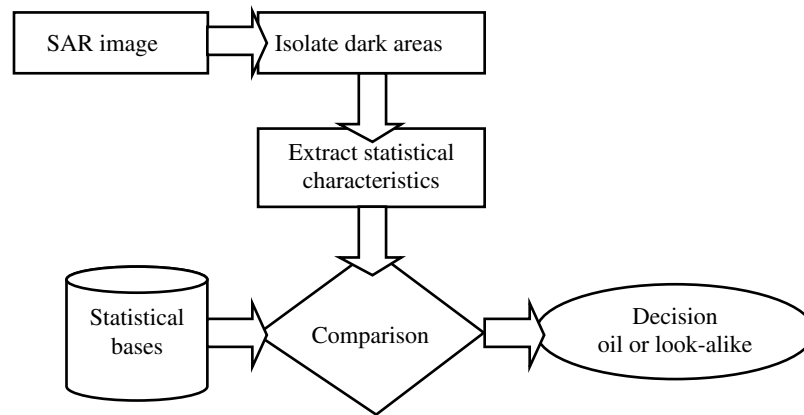 SAR image
Isolate dark areas
Extract statistical
characteristics
Statistical
bases
Comparison
Decision
oil or look-alike